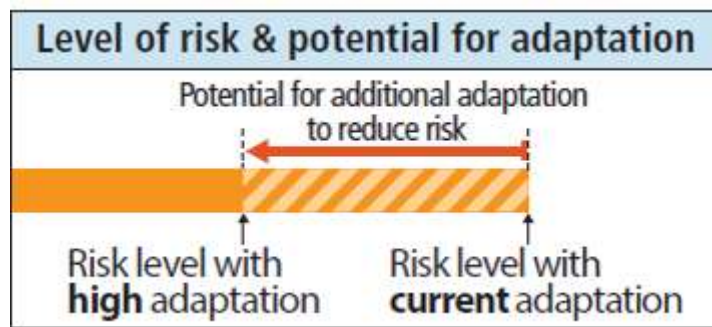 Level of risk & potential for adaptation
Potential for additional adaptation
to reduce risk
Risk level with
high adaptation
Risk level with
current adaptation